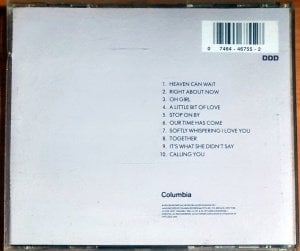 0 7464-46755-2
DDD
1. HEAVEN CAN WAIT
2. RIGHT ABOUT NOW
3. OH GIRL
4. A LITTLE BIT OF LOVE
5. STOP ON BY
6. OUR TIME HAS COME
7. SOFTLY WHISPERING I LOVE YOU
8. TOGETHER
9. IT'S WHAT SHE DIDN'T SAY
10. CALLING YOU
Columbia